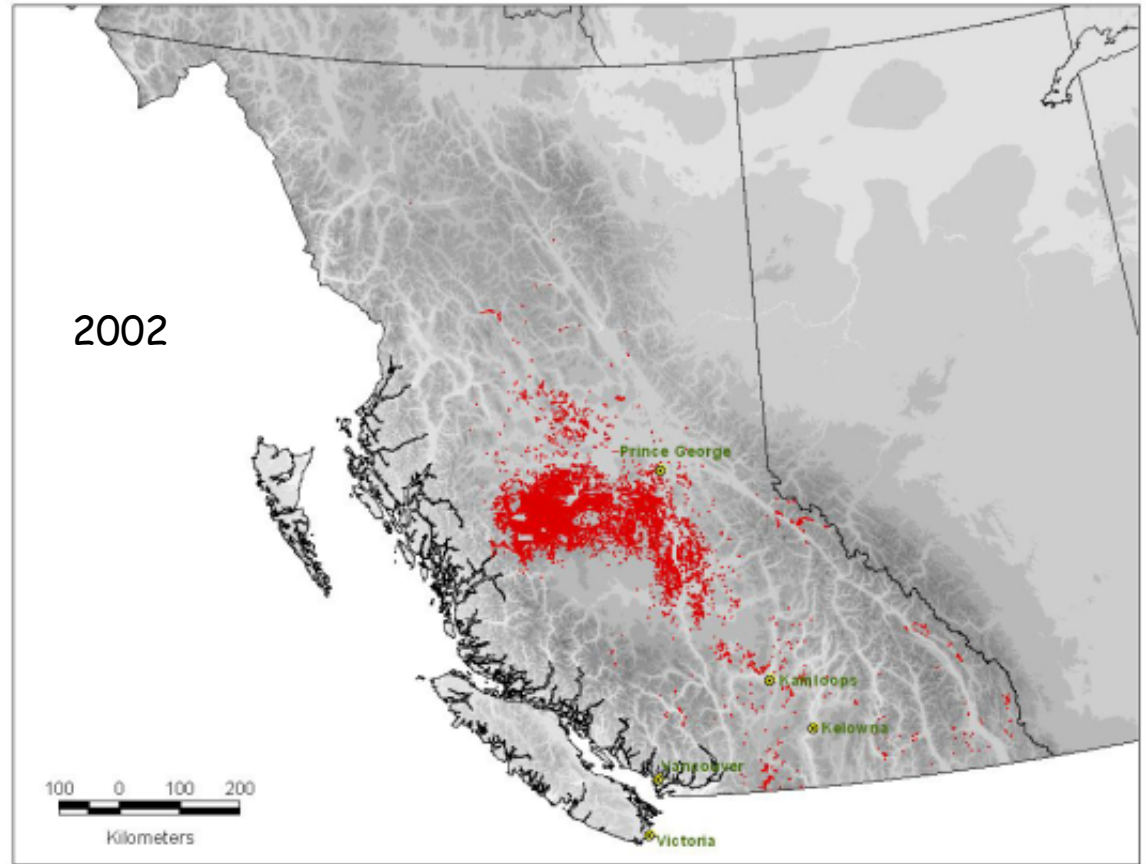 2002
Prince George
Kamloops
Kelowna
Vancouver
Victoria
100 0 100 200
Kilometers